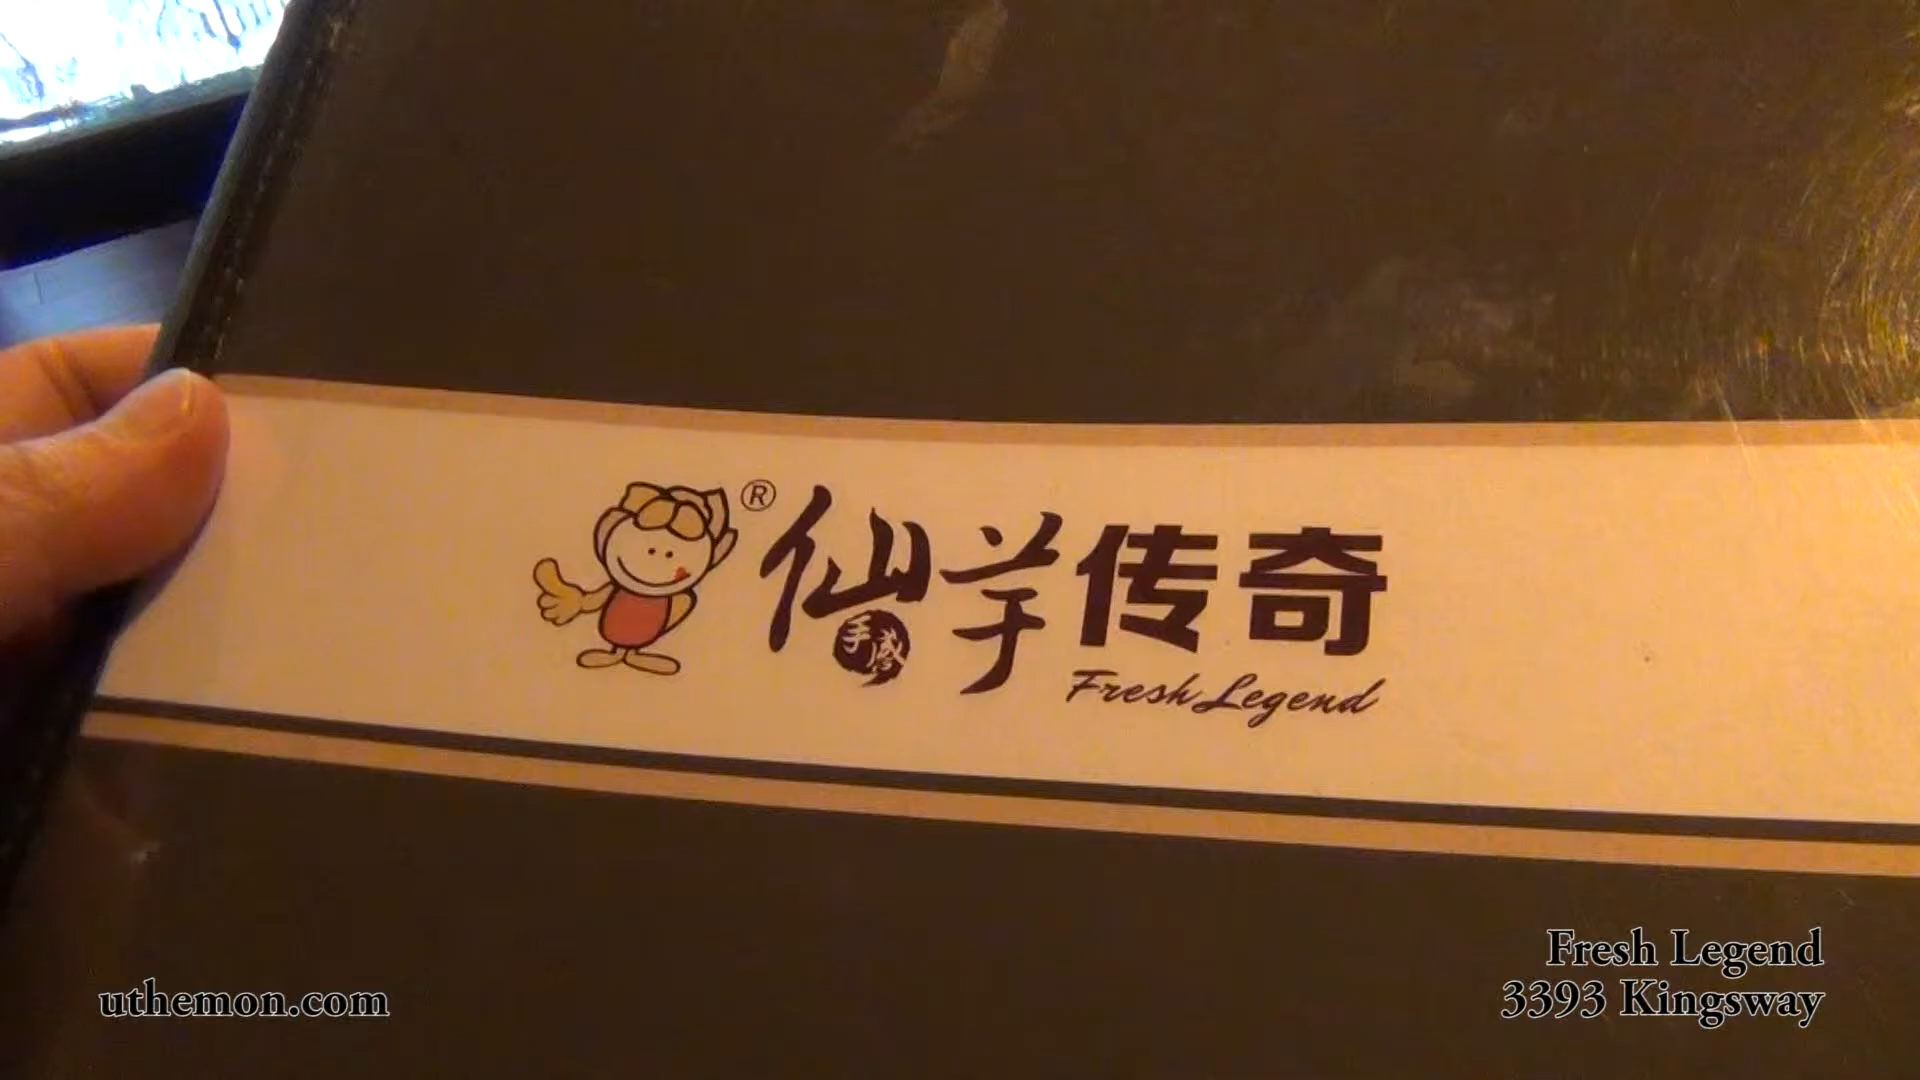 ® 仙芋传奇
手感
Fresh Legend
uthemon.com
Fresh Legend
3393 Kingsway